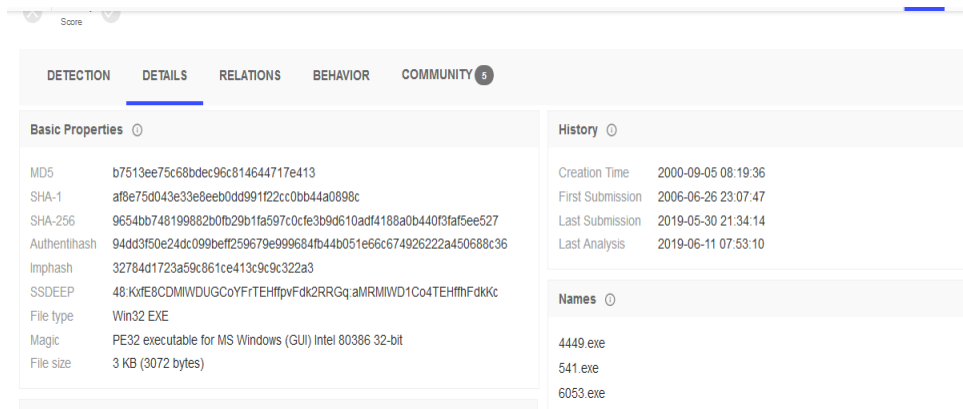 Score
DETECTION DETAILS RELATIONS BEHAVIOR COMMUNITY 5
Basic Properties
MD5 b7513ee75c68bdec96c814644717e413
SHA-1 af8e75d043e33e8eeb0dd991f22cc0bb44a0898c
SHA-256 9654bb748199882b0fb29b1fa597c0cfe3b9d610adf4188a0b440f3faf5ee527
Authentihash 94dd3f50e24dc099beff259679e999684fb44b051e66c674926222a450688c36
Imphash 32784d1723a59c861ce413c9c9c322a3
SSDEEP 48:KxfE8CDMlWDUGCoYFrTEHffpvFdk2RRGq:aMRMlWD1Co4TEHffhFdkKc
File type Win32 EXE
Magic PE32 executable for MS Windows (GUI) Intel 80386 32-bit
File size 3 KB (3072 bytes)
History
Creation Time 2000-09-05 08:19:36
First Submission 2006-06-26 23:07:47
Last Submission 2019-05-30 21:34:14
Last Analysis 2019-06-11 07:53:10
Names
4449.exe
541.exe
6053.exe